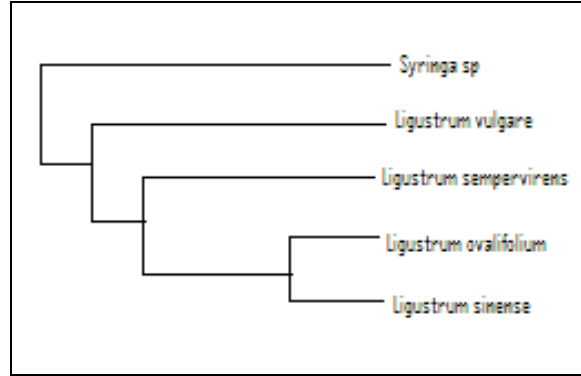 Syringa sp
Ligustrum vulgare
Ligustrum sempervirens
Ligustrum ovalifolium
Ligustrum sinense